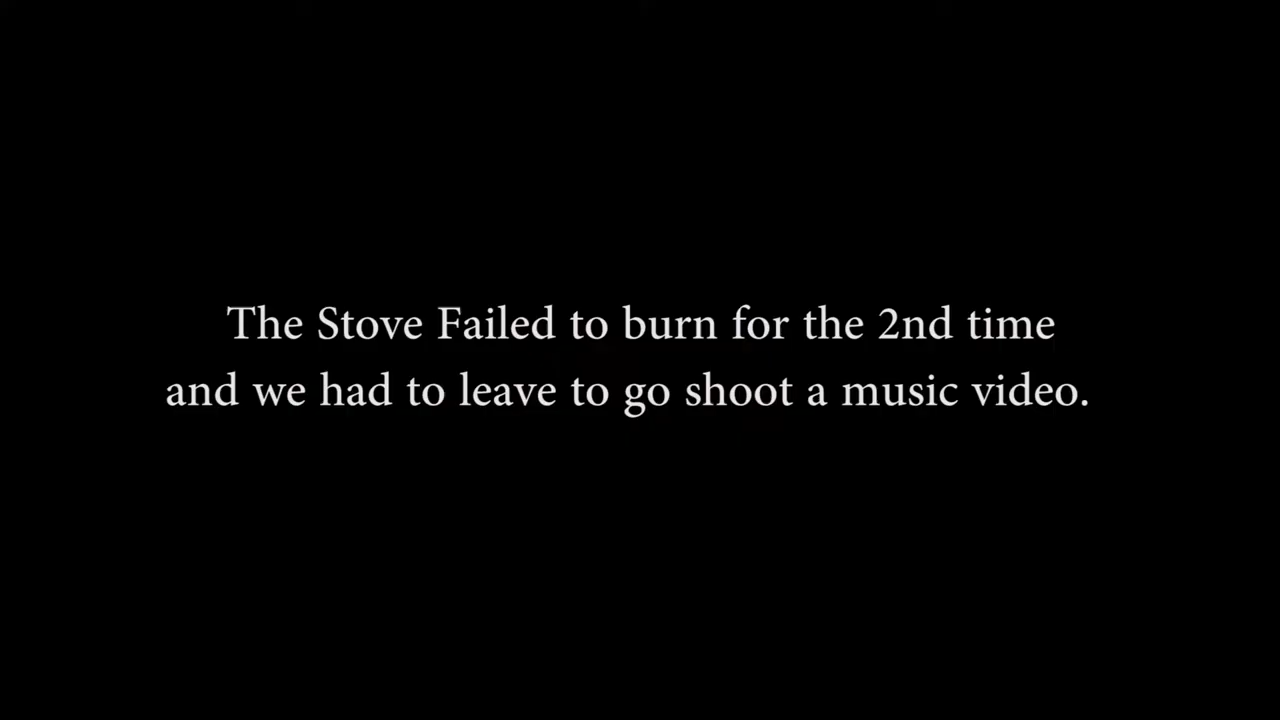 The Stove Failed to burn for the 2nd time
and we had to leave to go shoot a music video.